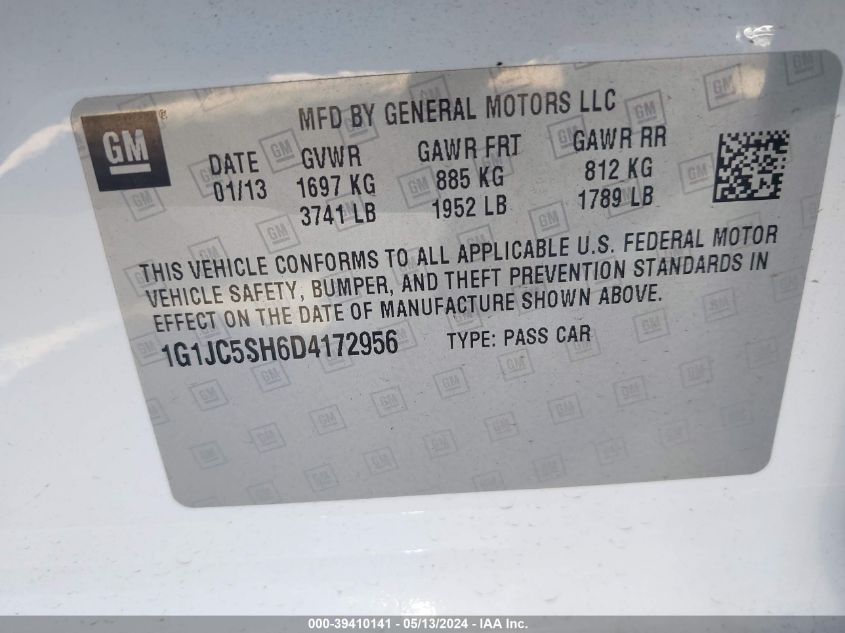 GM
MFD BY GENERAL MOTORS LLC
DATE GVWR GAWR FRT GAWR RR
01/13 1697 KG 885 KG 812 KG
3741 LB 1952 LB 1789 LB
THIS VEHICLE CONFORMS TO ALL APPLICABLE U.S. FEDERAL MOTOR
VEHICLE SAFETY, BUMPER, AND THEFT PREVENTION STANDARDS IN
EFFECT ON THE DATE OF MANUFACTURE SHOWN ABOVE.
1G1JC5SH6D4172956 TYPE: PASS CAR
000-39410141 - 05/13/2024 - IAA Inc.